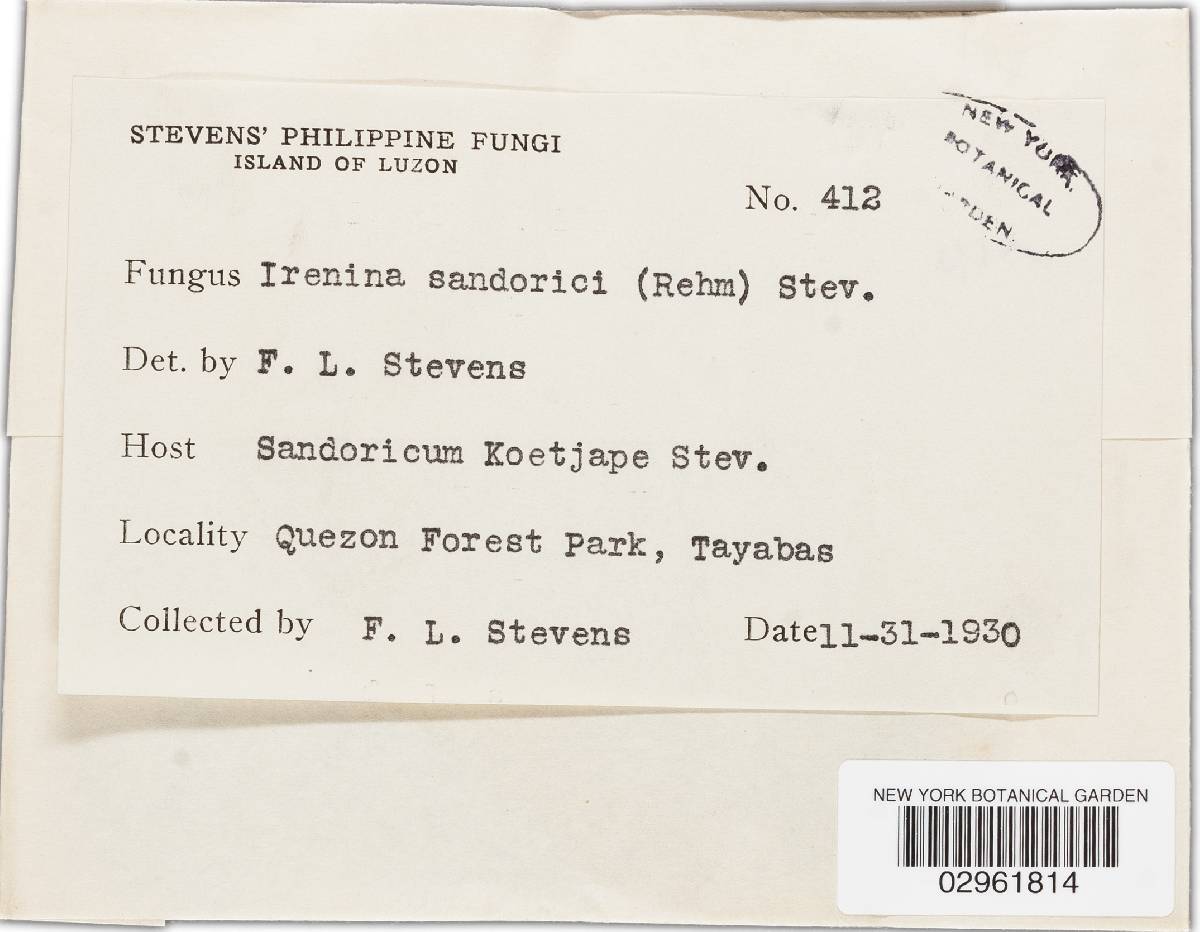 STEVENS' PHILIPPINE FUNGI
ISLAND OF LUZON
No. 412
NEW YORK
BOTANICAL
Fungus Irenina sandorici (Rehm) Stev.
Det. by F. L. Stevens
Host Sandoricum Koetjape Stev.
Locality Quezon Forest Park, Tayabas
Collected by F. L. Stevens Date 11-31-1930
NEW YORK BOTANICAL GARDEN
02961814